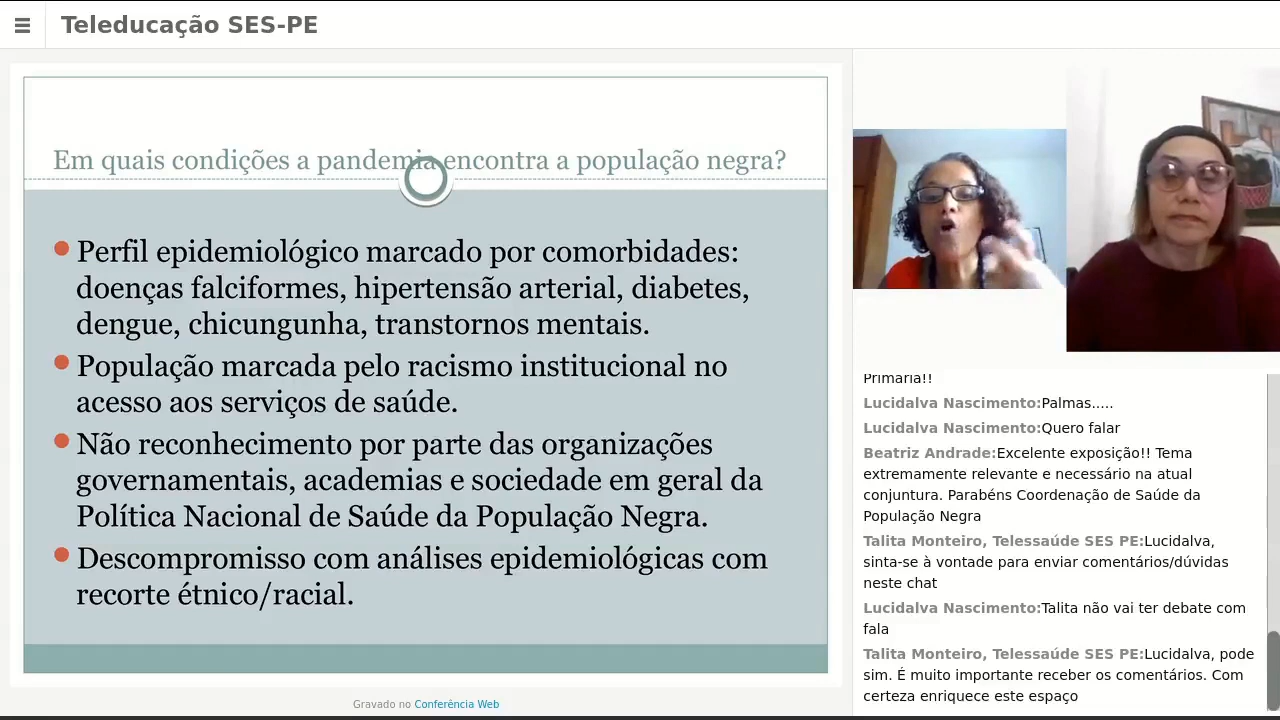 Teleducação SES-PE
Em quais condições a pandemia encontra a população negra?
Perfil epidemiológico marcado por comorbidades:
doenças falciformes, hipertensão arterial, diabetes,
dengue, chicungunha, transtornos mentais.
População marcada pelo racismo institucional no
acesso aos serviços de saúde.
Não reconhecimento por parte das organizações
governamentais, academias e sociedade em geral da
Política Nacional de Saúde da População Negra.
Descompromisso com análises epidemiológicas com
recorte étnico/racial.
Gravado no Conferência Web
Primária!!
Lucidalva Nascimento:Palmas.....
Lucidalva Nascimento:Quero falar
Beatriz Andrade:Excelente exposição!! Tema
extremamente relevante e necessário na atual
conjuntura. Parabéns Coordenação de Saúde da
População Negra
Talita Monteiro, Telessaúde SES PE:Lucidalva,
sinta-se à vontade para enviar comentários/dúvidas
neste chat
Lucidalva Nascimento:Talita não vai ter debate com
fala
Talita Monteiro, Telessaúde SES PE:Lucidalva, pode
sim. É muito importante receber os comentários. Com
certeza enriquece este espaço